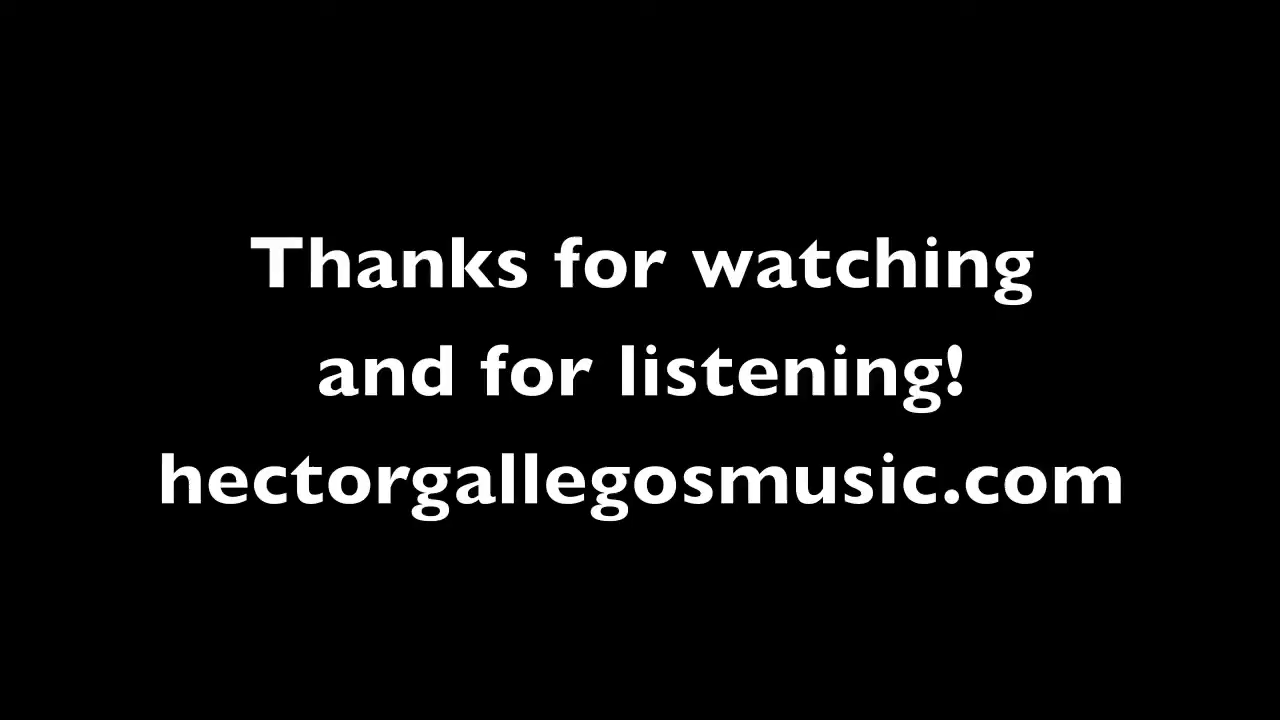 Thanks for watching
and for listening!
hectorgallegosmusic.com